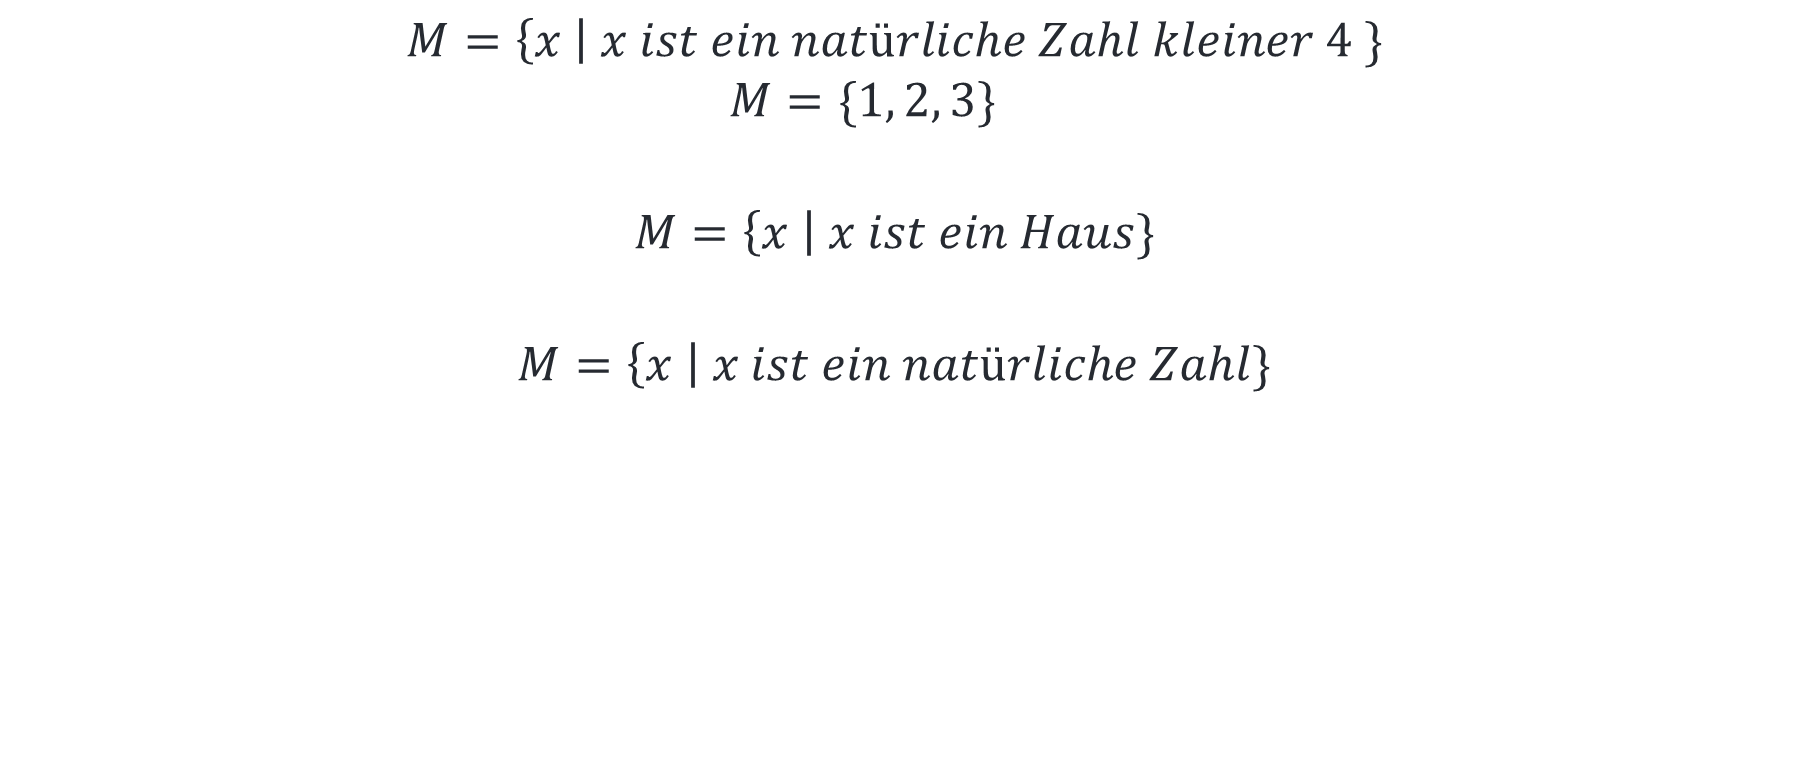 M = {x | x ist ein natürliche Zahl kleiner 4 }
M = {1, 2, 3}
M = {x | x ist ein Haus}
M = {x | x ist ein natürliche Zahl}